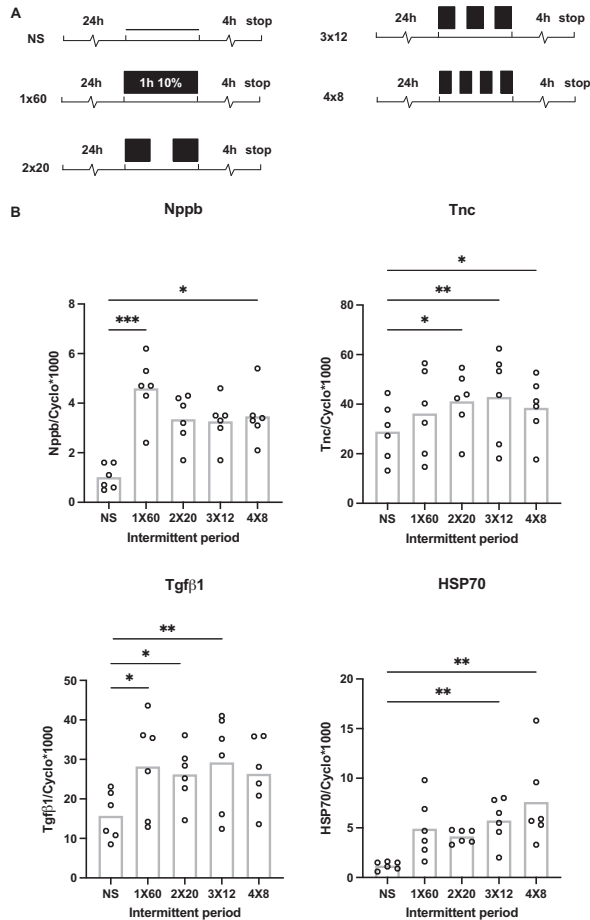 A
NS
24h
4h stop
1x60
24h
1h 10%
4h stop
2x20
24h
4h stop
3x12
24h
4h stop
4x8
24h
4h stop
B
Nppb
*
***
Nppb/Cyclo*1000
8
6
4
2
0
NS 1X60 2X20 3X12 4X8
Intermittent period
Tnc
*
**
*
Tnc/Cyclo*1000
80
60
40
20
0
NS 1X60 2X20 3X12 4X8
Intermittent period
Tgfβ1
**
*
*
Tgfβ1/Cyclo*1000
50
40
30
20
10
0
NS 1X60 2X20 3X12 4X8
Intermittent period
HSP70
**
**
HSP70/Cyclo*1000
20
15
10
5
0
NS 1X60 2X20 3X12 4X8
Intermittent period